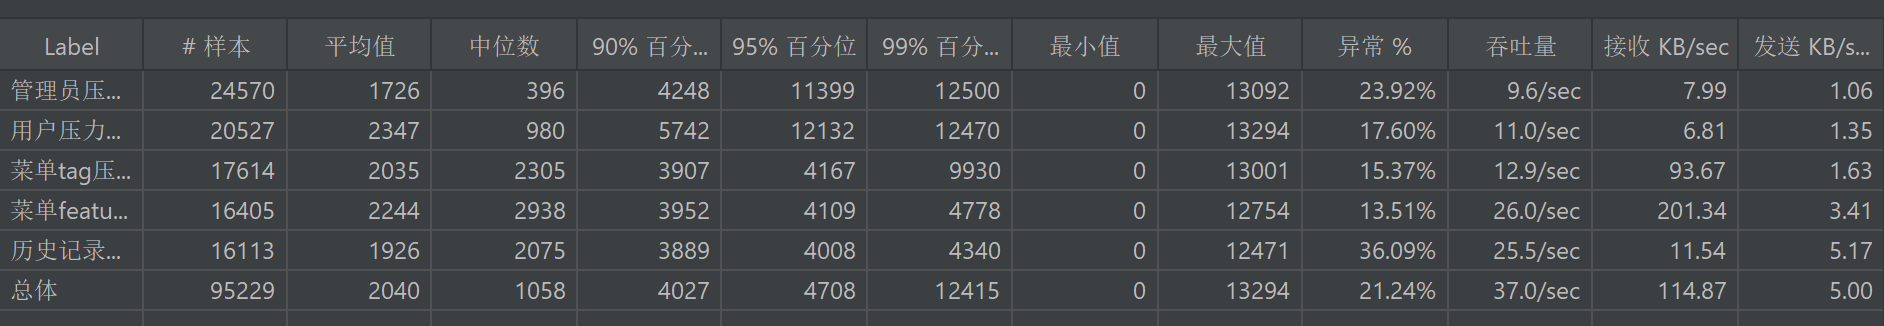 Label # 样本 平均值 中位数 90% 百分... 95% 百分位 99% 百分... 最小值 最大值 异常 % 吞吐量 接收 KB/sec 发送 KB/s...
管理员压... 24570 1726 396 4248 11399 12500 0 13092 23.92% 9.6/sec 7.99 1.06
用户压力... 20527 2347 980 5742 12132 12470 0 13294 17.60% 11.0/sec 6.81 1.35
菜单tag压... 17614 2035 2305 3907 4167 9930 0 13001 15.37% 12.9/sec 93.67 1.63
菜单featu... 16405 2244 2938 3952 4109 4778 0 12754 13.51% 26.0/sec 201.34 3.41
历史记录... 16113 1926 2075 3889 4008 4340 0 12471 36.09% 25.5/sec 11.54 5.17
总体 95229 2040 1058 4027 4708 12415 0 13294 21.24% 37.0/sec 114.87 5.00